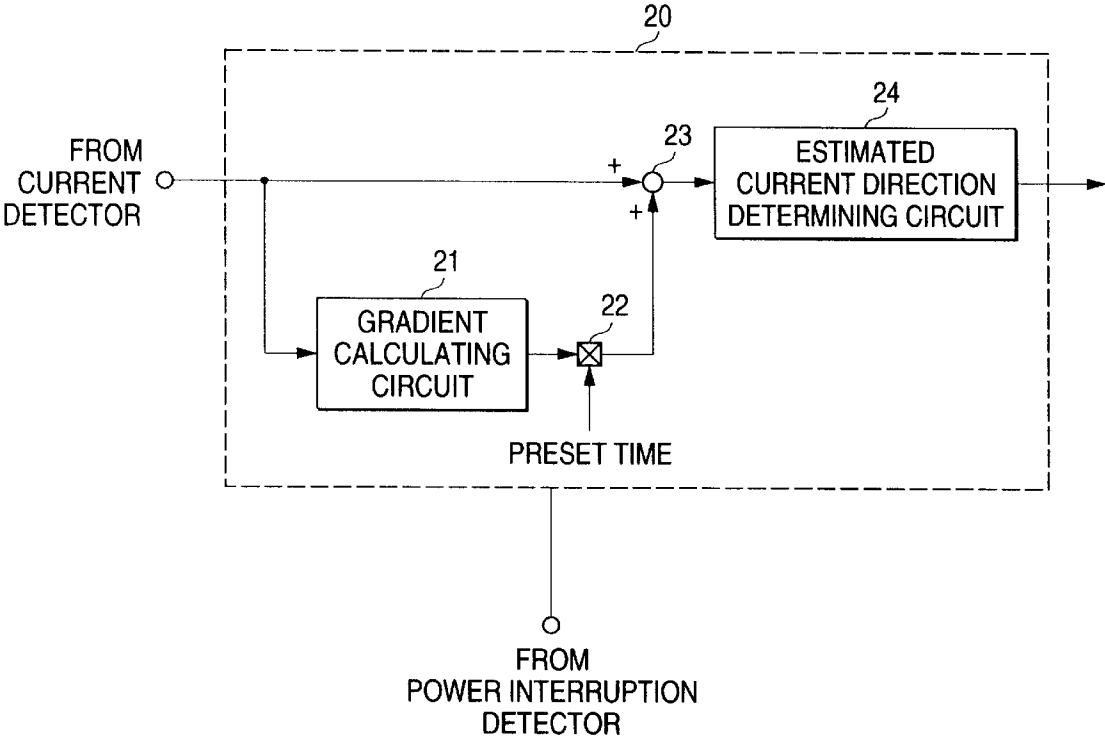 20
24
FROM
CURRENT
DETECTOR
+
23
ESTIMATED
CURRENT DIRECTION
DETERMINING CIRCUIT
+
21
GRADIENT
CALCULATING
CIRCUIT
22
PRESET TIME
FROM
POWER INTERRUPTION
DETECTOR